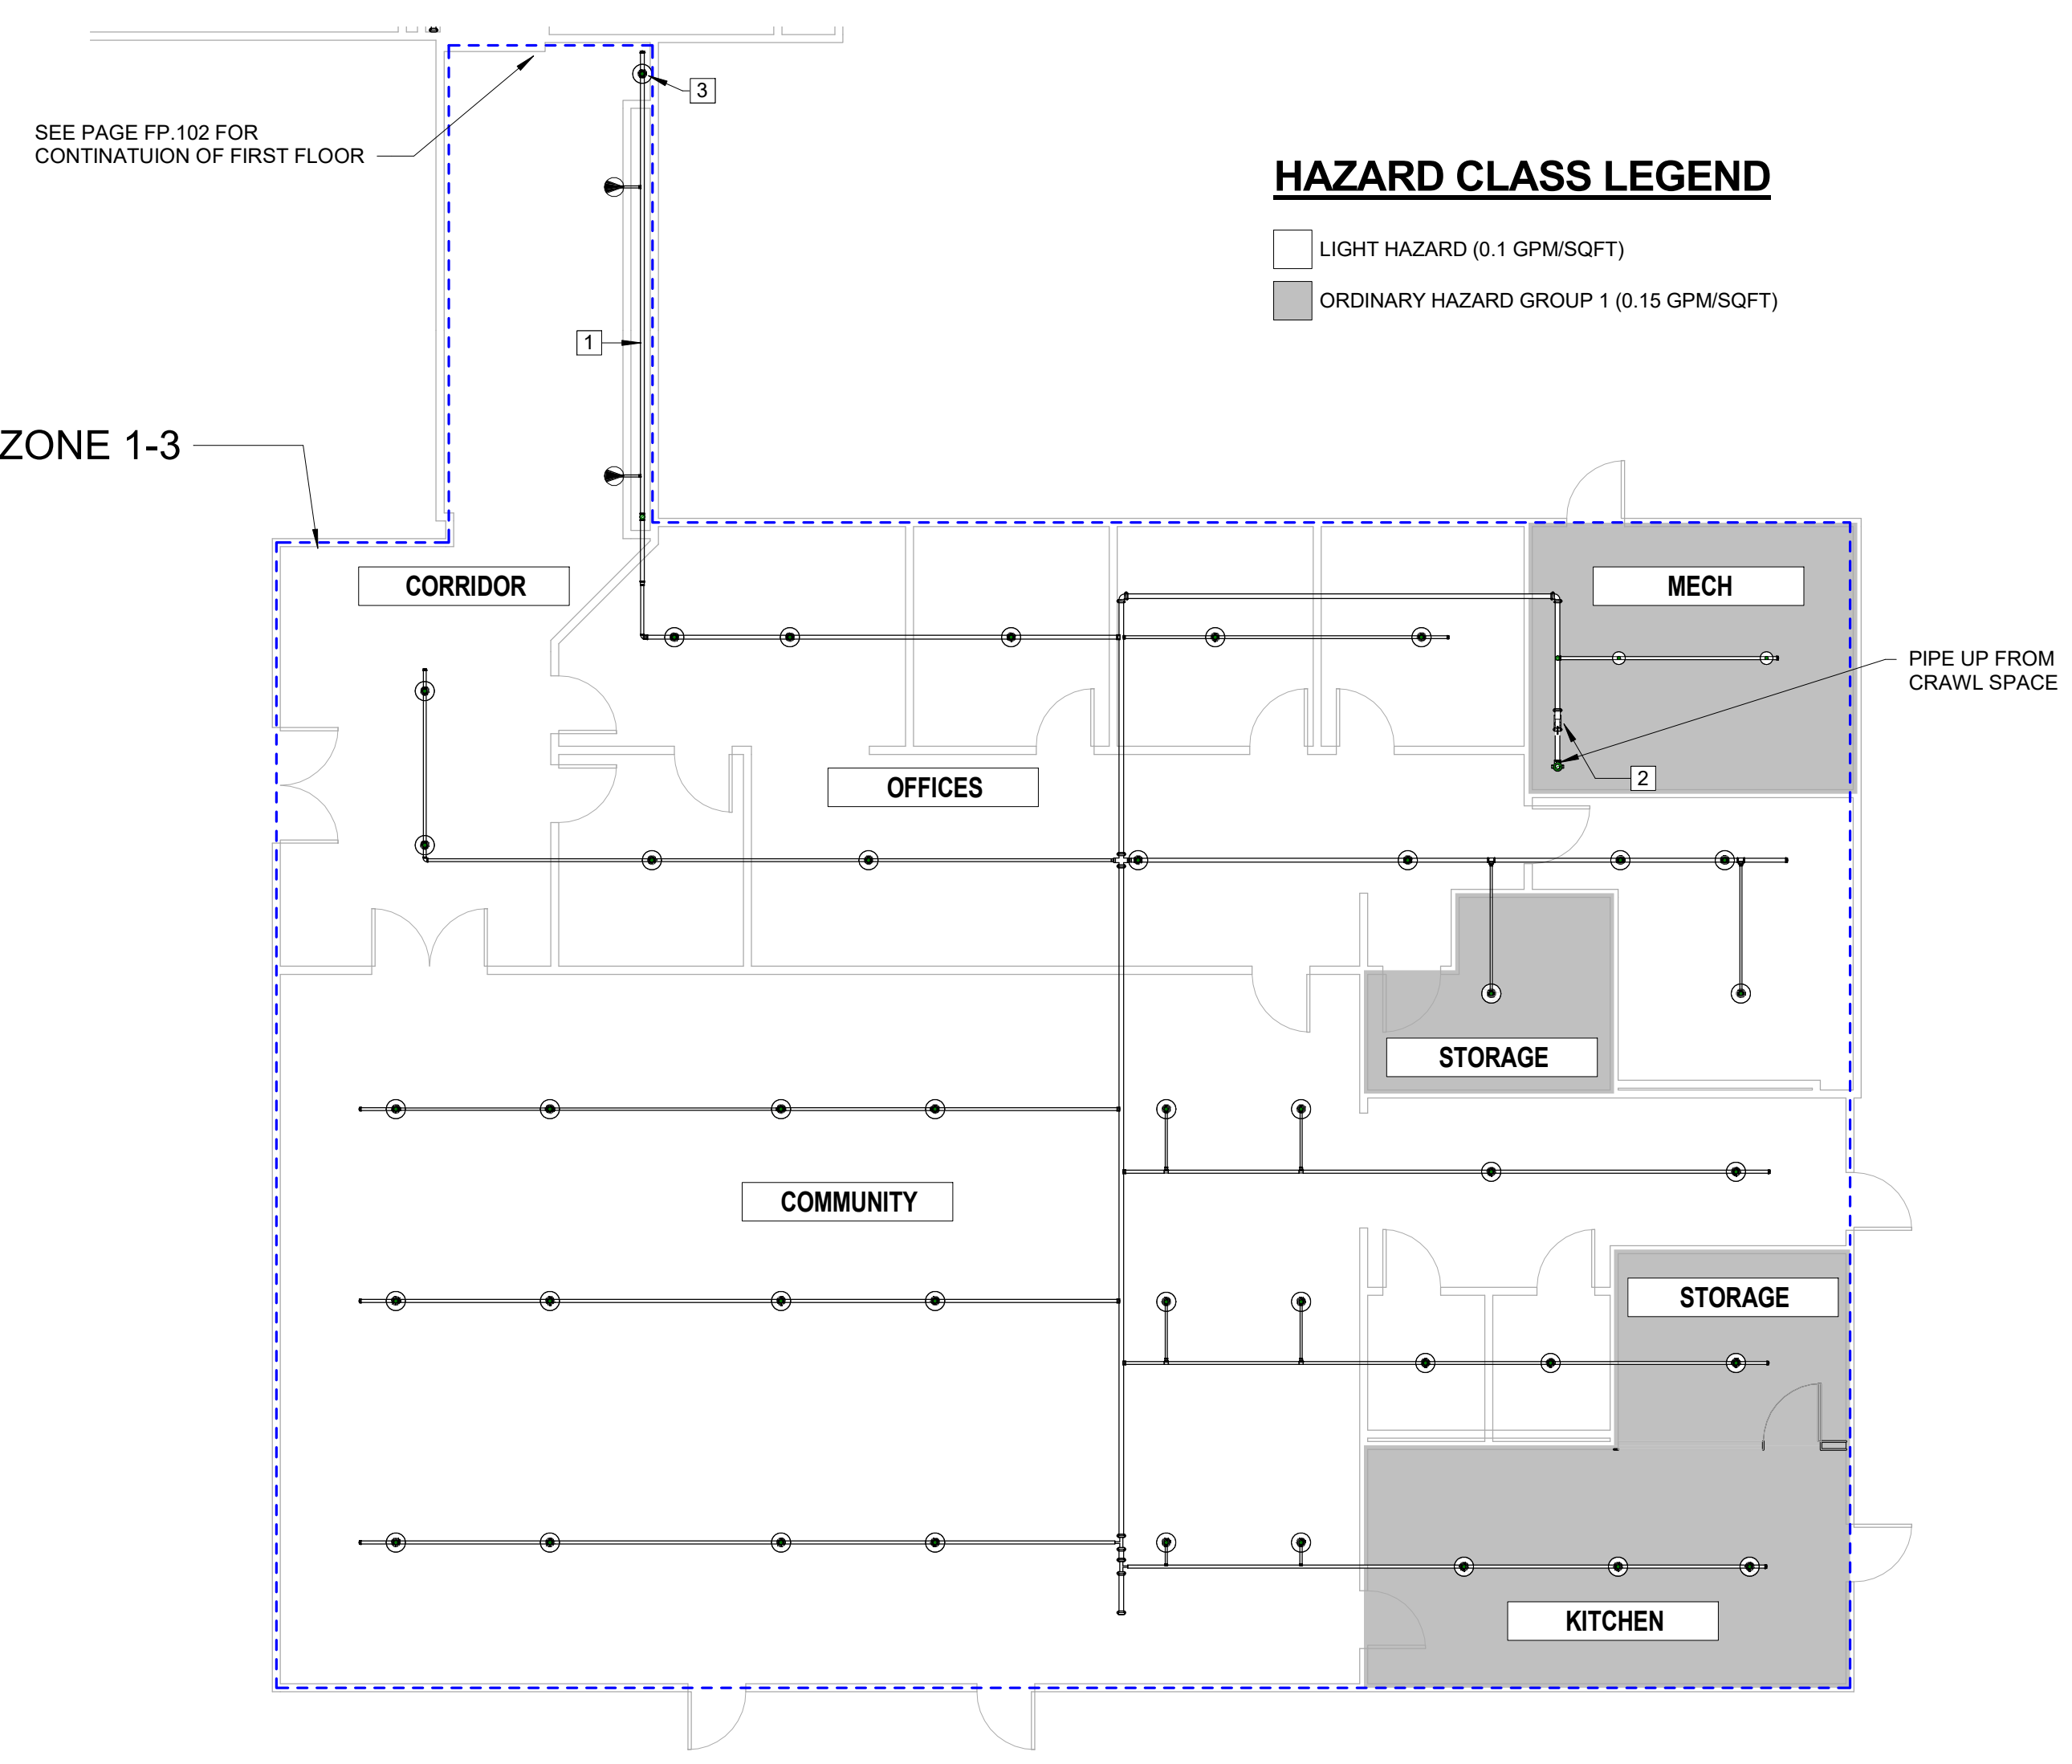 3
SEE PAGE FP.102 FOR
CONTINATUION OF FIRST FLOOR
HAZARD CLASS LEGEND
LIGHT HAZARD (0.1 GPM/SQFT)
ORDINARY HAZARD GROUP 1 (0.15 GPM/SQFT)
1
ZONE 1-3
CORRIDOR
MECH
PIPE UP FROM
CRAWL SPACE
OFFICES
2
STORAGE
COMMUNITY
STORAGE
KITCHEN